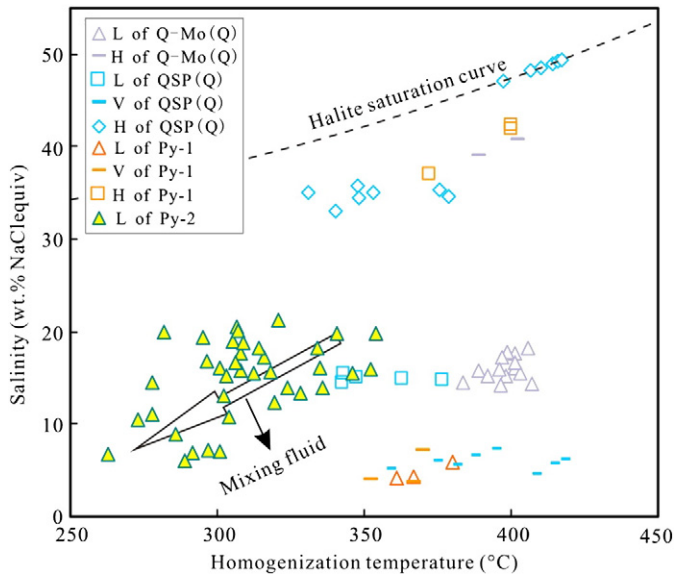 50
40
30
20
10
0
Salinity (wt.% NaClequiv)
L of Q-Mo(Q)
H of Q-Mo(Q)
L of QSP(Q)
V of QSP(Q)
H of QSP(Q)
L of Py-1
V of Py-1
H of Py-1
L of Py-2
Halite saturation curve
Mixing fluid
250 300 350 400 450
Homogenization temperature (°C)